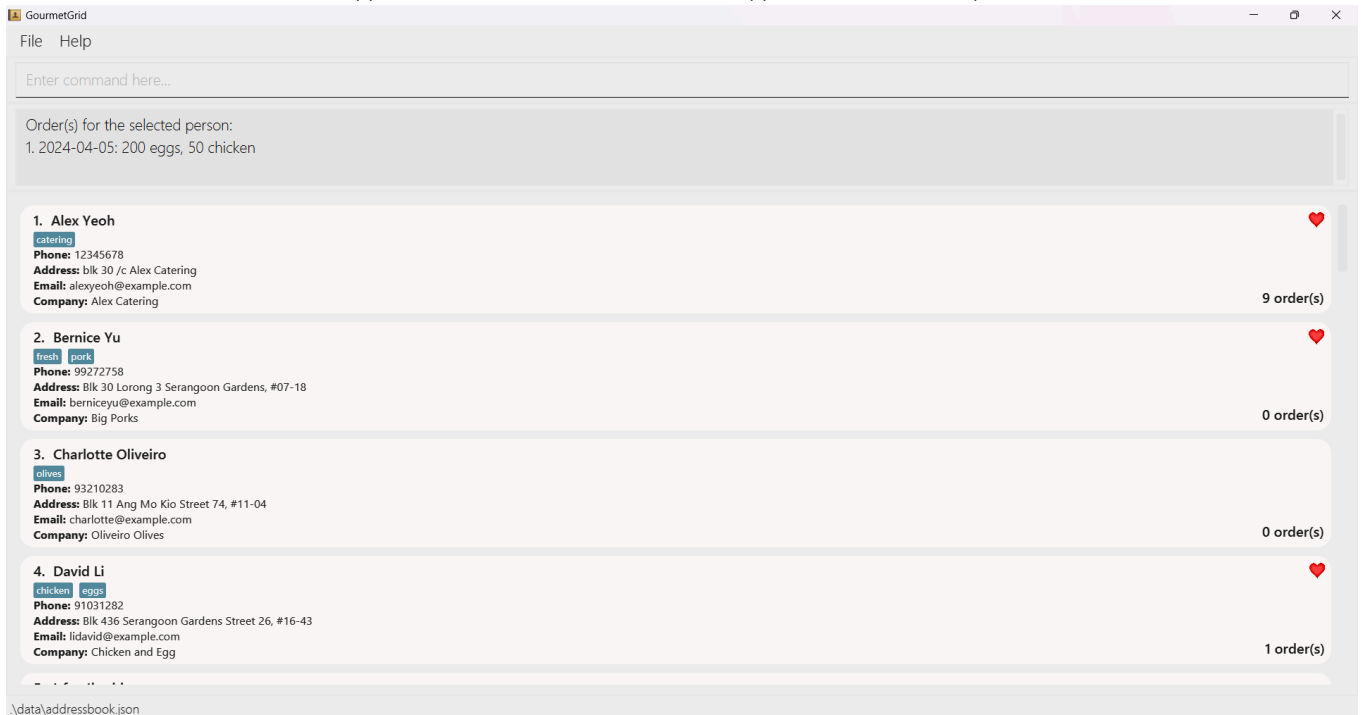 GourmetGrid
File Help
Enter command here...
Order(s) for the selected person:
1. 2024-04-05: 200 eggs, 50 chicken
1. Alex Yeoh
catering
Phone: 12345678
Address: blk 30 /c Alex Catering
Email: alexyeoh@example.com
Company: Alex Catering
9 order(s)
2. Bernice Yu
fresh pork
Phone: 99272758
Address: Blk 30 Lorong 3 Serangoon Gardens, #07-18
Email: berniceyu@example.com
Company: Big Porks
0 order(s)
3. Charlotte Oliveiro
olives
Phone: 93210283
Address: Blk 11 Ang Mo Kio Street 74, #11-04
Email: charlotte@example.com
Company: Oliveiro Olives
0 order(s)
4. David Li
chicken eggs
Phone: 91031282
Address: Blk 436 Serangoon Gardens Street 26, #16-43
Email: lidavid@example.com
Company: Chicken and Egg
1 order(s)
.\data\addressbook.json